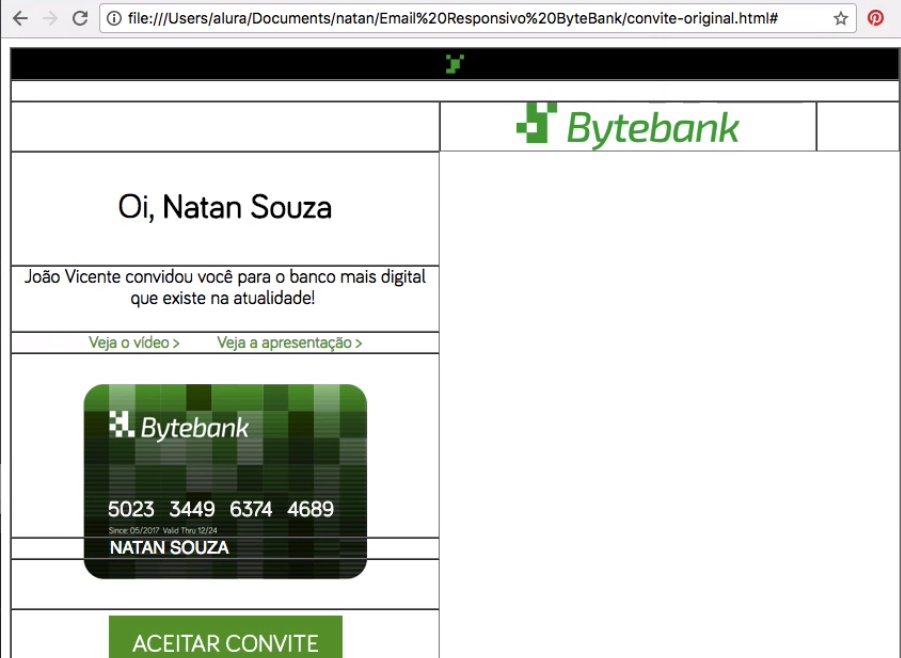 file:///Users/alura/Documents/natan/Email%20Responsivo%20ByteBank/convite-original.html#
Bytebank
Oi, Natan Souza
João Vicente convidou você para o banco mais digital
que existe na atualidade!
Veja o vídeo > Veja a apresentação >
Bytebank
5023 3449 6374 4689
Since: 05/2017 Valid Thru 12/24
NATAN SOUZA
ACEITAR CONVITE